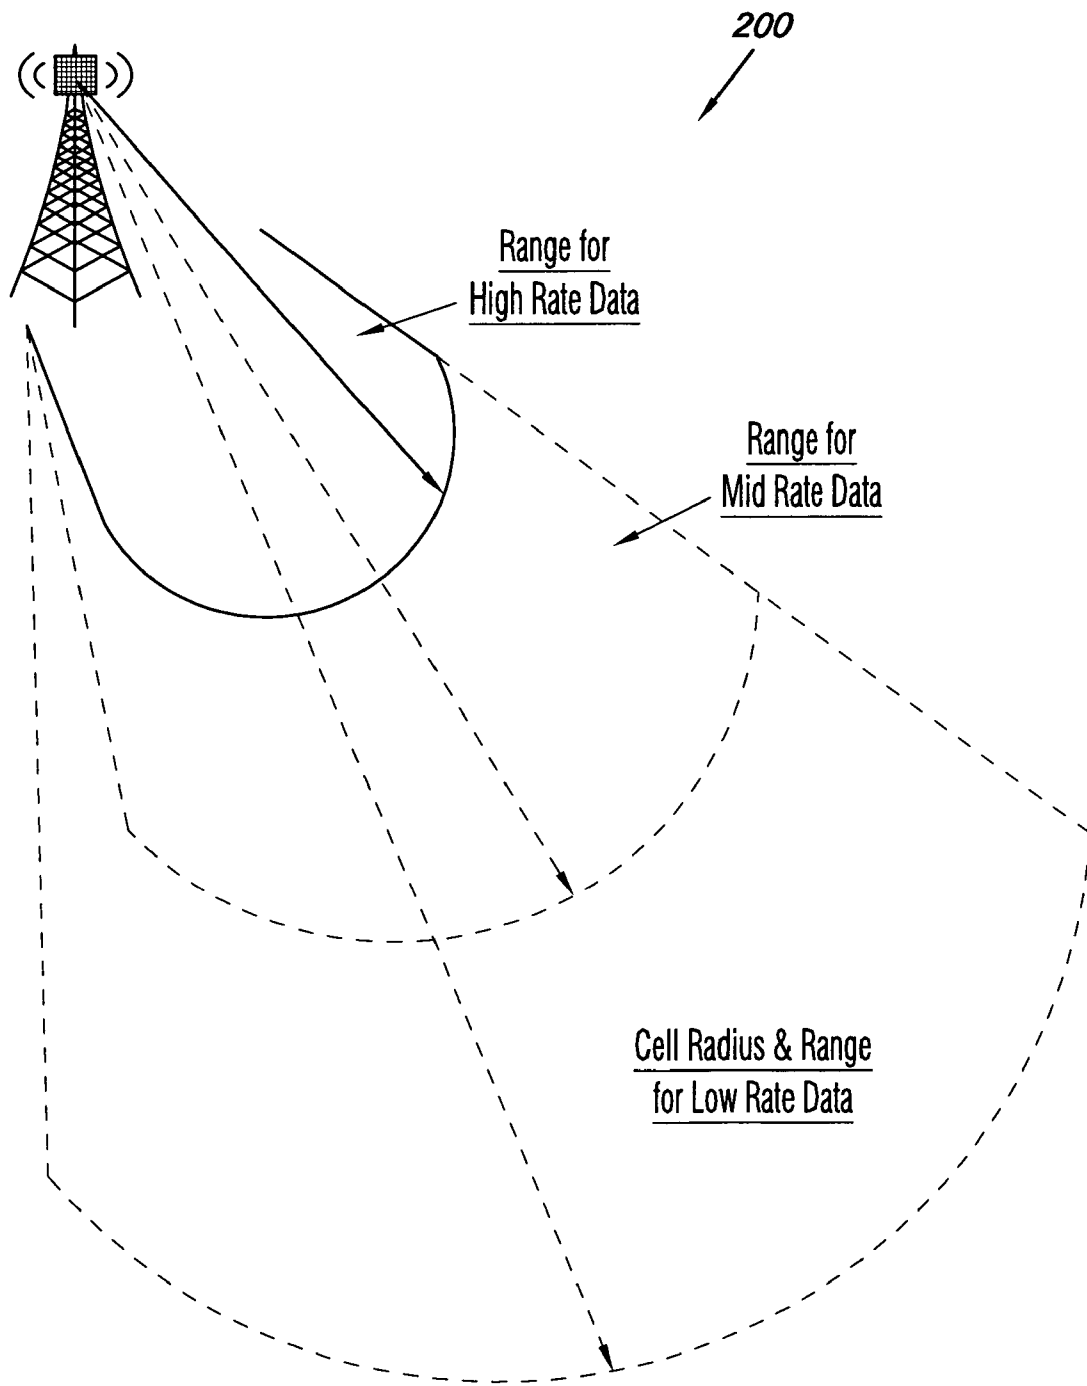 200
Range for
High Rate Data
Range for
Mid Rate Data
Cell Radius & Range
for Low Rate Data